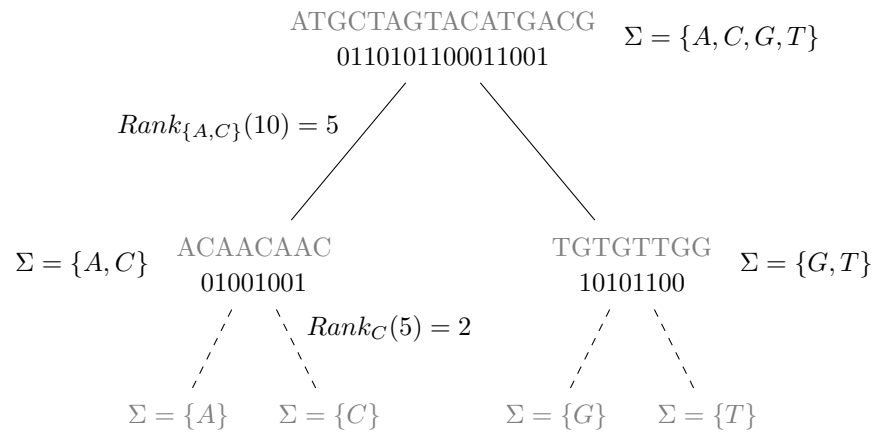 ATGCTAGTACATGACG
0110101100011001
Σ = {A, C, G, T}
Rank_{A,C}(10) = 5
Σ = {A, C}
ACAACAAC
01001001
TGTGTTGG
10101100
Σ = {G, T}
Rank_C(5) = 2
Σ = {A}
Σ = {C}
Σ = {G}
Σ = {T}